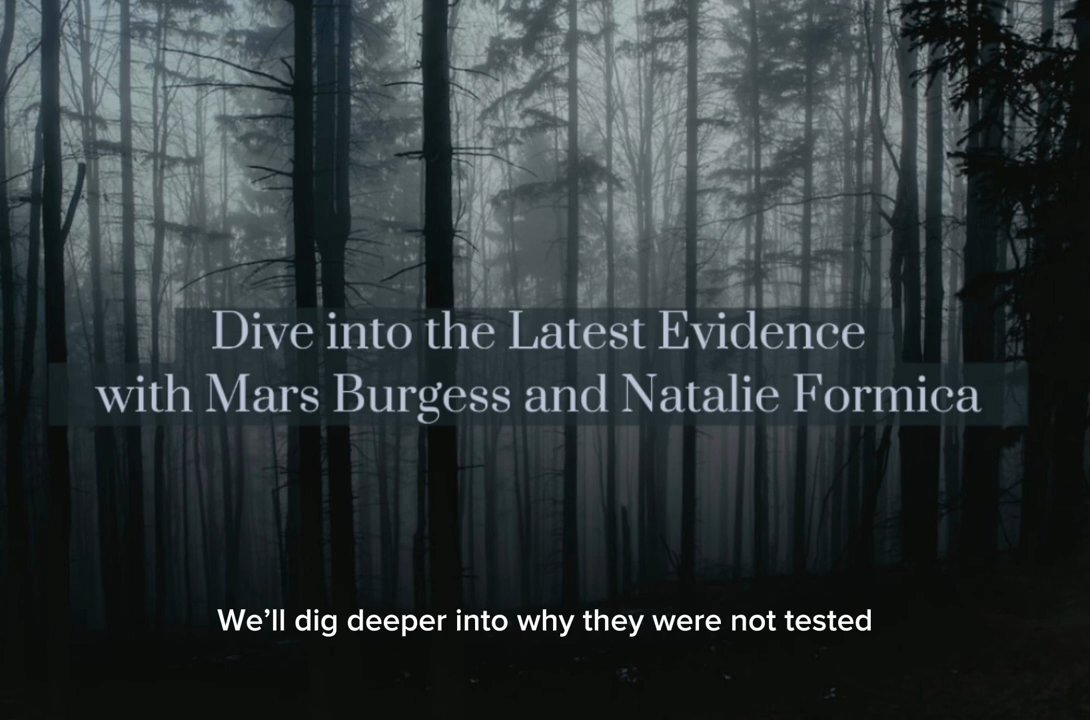 Dive into the Latest Evidence
with Mars Burgess and Natalie Formica
We’ll dig deeper into why they were not tested